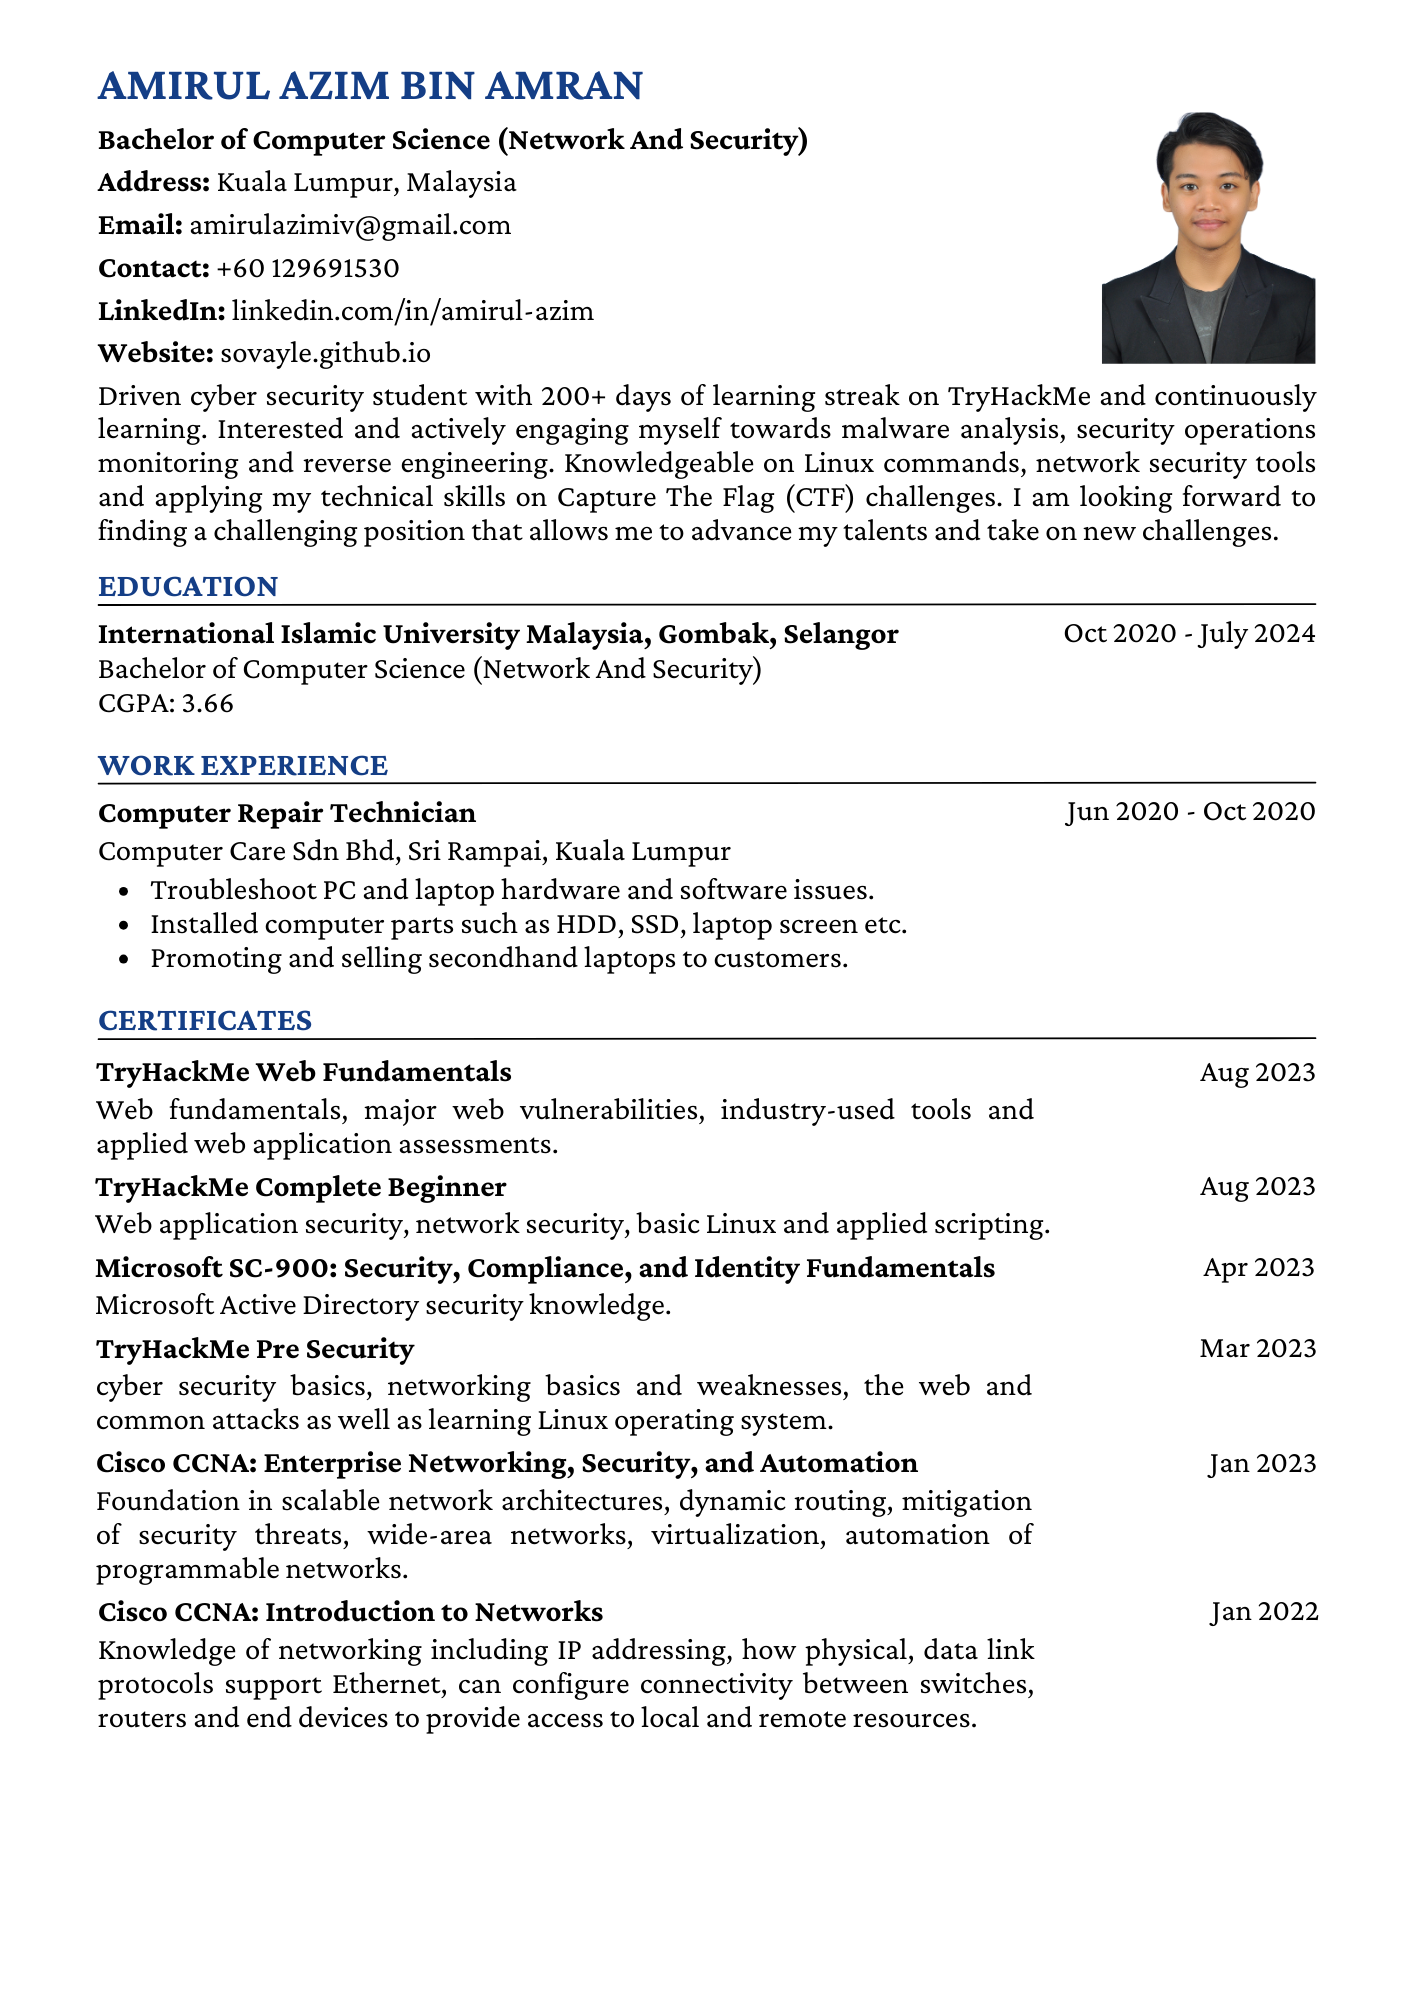 AMIRUL AZIM BIN AMRAN
Bachelor of Computer Science (Network And Security)
Address: Kuala Lumpur, Malaysia
Email: amirulazimiv@gmail.com
Contact: +60 129691530
LinkedIn: linkedin.com/in/amirul-azim
Website: sovayle.github.io
Driven cyber security student with 200+ days of learning streak on TryHackMe and continuously
learning. Interested and actively engaging myself towards malware analysis, security operations
monitoring and reverse engineering. Knowledgeable on Linux commands, network security tools
and applying my technical skills on Capture The Flag (CTF) challenges. I am looking forward to
finding a challenging position that allows me to advance my talents and take on new challenges.
EDUCATION
International Islamic University Malaysia, Gombak, Selangor Oct 2020 - July 2024
Bachelor of Computer Science (Network And Security)
CGPA: 3.66
WORK EXPERIENCE
Computer Repair Technician Jun 2020 - Oct 2020
Computer Care Sdn Bhd, Sri Rampai, Kuala Lumpur
• Troubleshoot PC and laptop hardware and software issues.
• Installed computer parts such as HDD, SSD, laptop screen etc.
• Promoting and selling secondhand laptops to customers.
CERTIFICATES
TryHackMe Web Fundamentals Aug 2023
Web fundamentals, major web vulnerabilities, industry-used tools and
applied web application assessments.
TryHackMe Complete Beginner Aug 2023
Web application security, network security, basic Linux and applied scripting.
Microsoft SC-900: Security, Compliance, and Identity Fundamentals Apr 2023
Microsoft Active Directory security knowledge.
TryHackMe Pre Security Mar 2023
cyber security basics, networking basics and weaknesses, the web and
common attacks as well as learning Linux operating system.
Cisco CCNA: Enterprise Networking, Security, and Automation Jan 2023
Foundation in scalable network architectures, dynamic routing, mitigation
of security threats, wide-area networks, virtualization, automation of
programmable networks.
Cisco CCNA: Introduction to Networks Jan 2022
Knowledge of networking including IP addressing, how physical, data link
protocols support Ethernet, can configure connectivity between switches,
routers and end devices to provide access to local and remote resources.